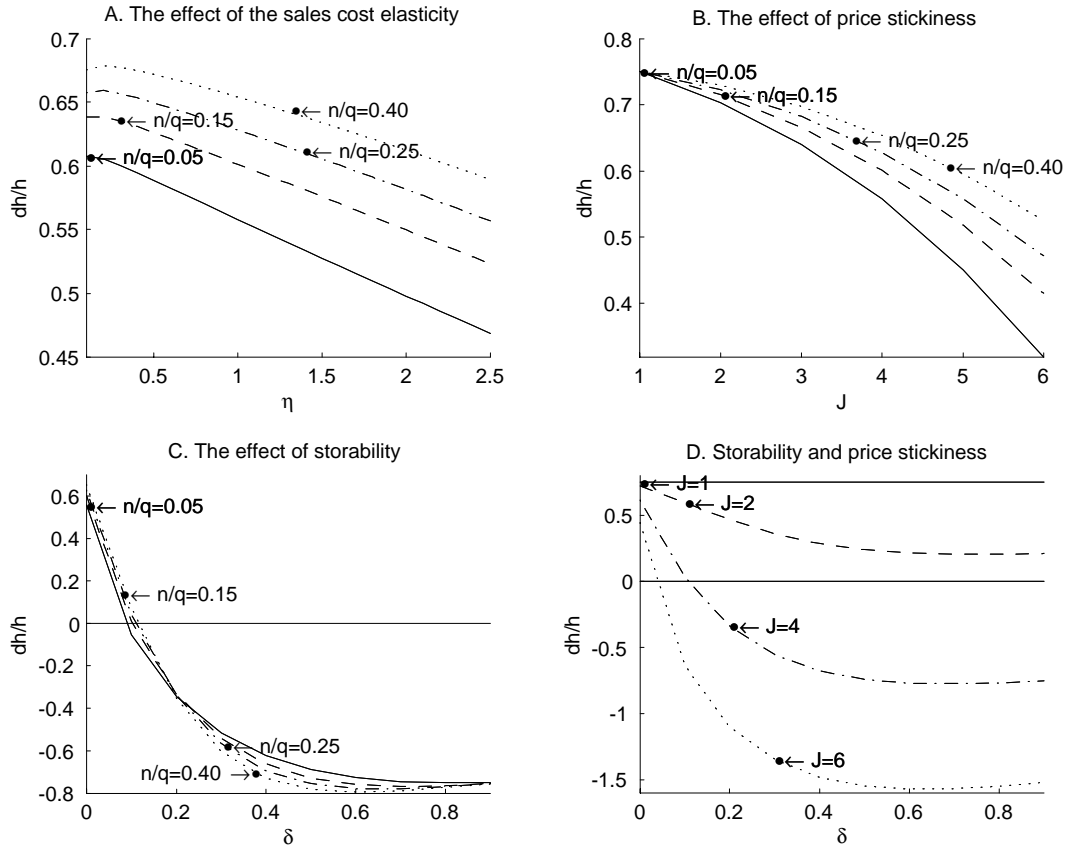 A. The effect of the sales cost elasticity
0.7
0.65
0.6
0.55
0.5
0.45
dh/h
n/q=0.40
n/q=0.15
n/q=0.25
n/q=0.05
0.5
1
1.5
2
2.5
η
B. The effect of price stickiness
0.8
0.7
0.6
0.5
0.4
dh/h
n/q=0.05
n/q=0.15
n/q=0.25
n/q=0.40
1
2
3
4
5
6
J
C. The effect of storability
0.6
0.4
0.2
0
-0.2
-0.4
-0.6
-0.8
dh/h
n/q=0.05
n/q=0.15
n/q=0.25
n/q=0.40
0
0.2
0.4
0.6
0.8
δ
D. Storability and price stickiness
0.5
0
-0.5
-1
-1.5
dh/h
J=1
J=2
J=4
J=6
0
0.2
0.4
0.6
0.8
δ